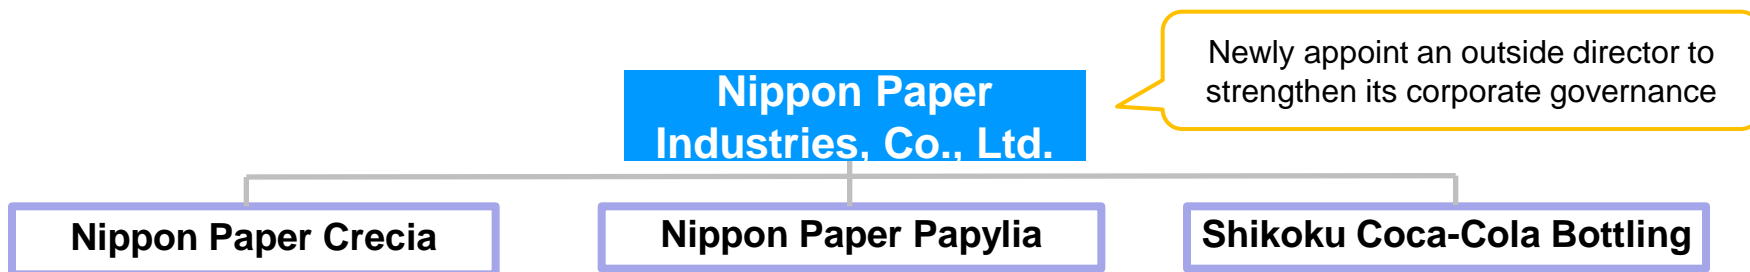 Newly appoint an outside director to
strengthen its corporate governance
Nippon Paper
Industries, Co., Ltd.
Nippon Paper Crecia
Nippon Paper Papylia
Shikoku Coca-Cola Bottling